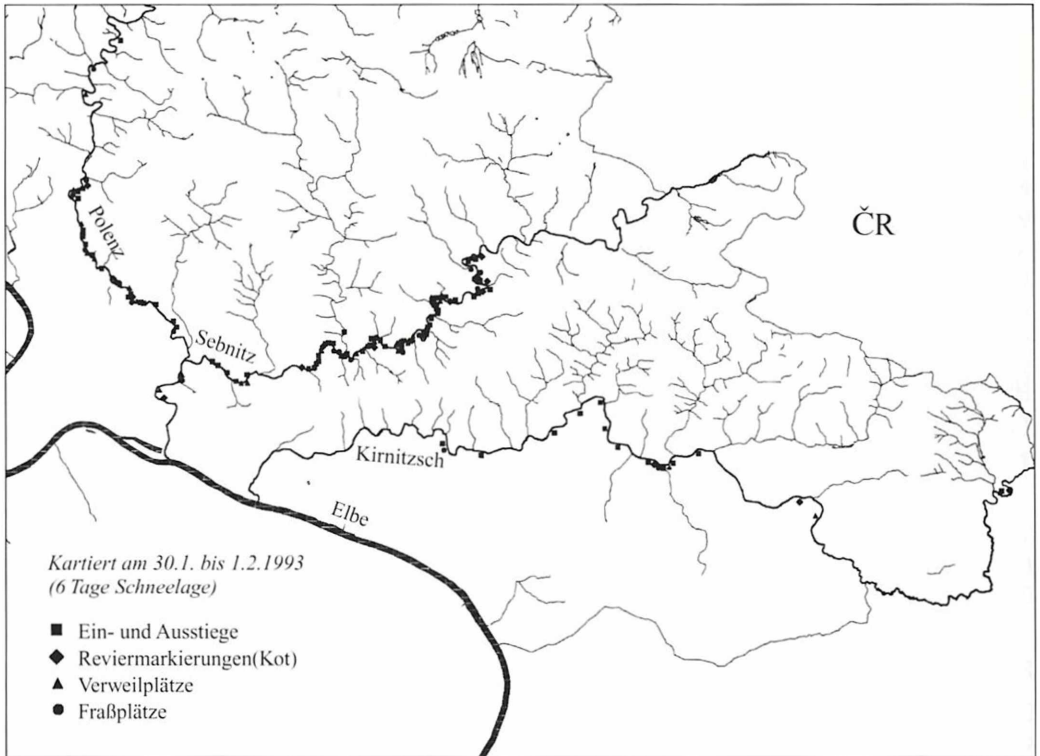 ČR
Polenz
Sebnitz
Kirnitzsch
Elbe
Kartiert am 30.1. bis 1.2.1993
(6 Tage Schneelage)
Ein- und Ausstiege
Reviermarkierungen(Kot)
Verweilplätze
Fraßplätze